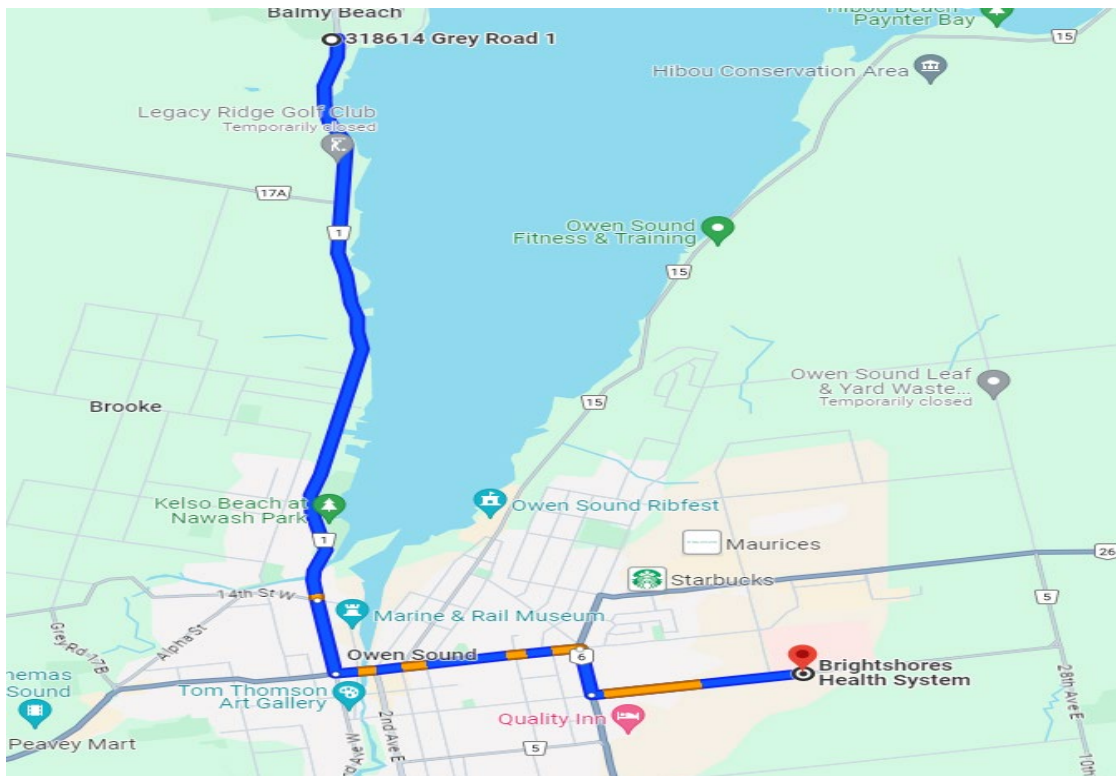 Balmy Beach
Hibou Beach -
Paynter Bay
318614 Grey Road 1
15
Hibou Conservation Area
Legacy Ridge Golf Club
Temporarily closed
17A
1
Owen Sound
Fitness & Training
15
Owen Sound Leaf
& Yard Waste...
Temporarily closed
15
Brooke
Kelso Beach at
Nawash Park
Owen Sound Ribfest
1
Maurices
26
Starbucks
14th St W
Marine & Rail Museum
5
Grey Rd 17B
Alpha St
Owen Sound
6
Brightshores
Health System
Tom Thomson
Art Gallery
28th Ave E
2nd Ave E
Quality Inn
Sound
Peavey Mart
5
10th